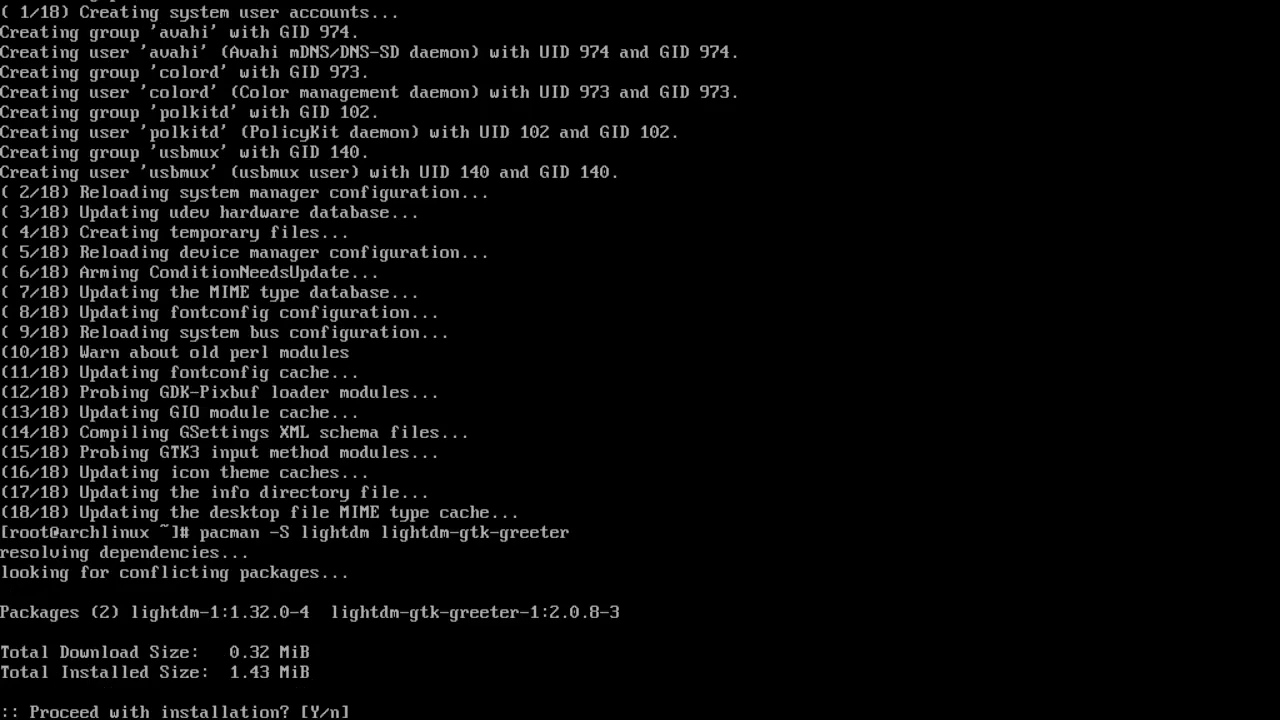 ( 1/18) Creating system user accounts...
Creating group 'avahi' with GID 974.
Creating user 'avahi' (Avahi mDNS/DNS-SD daemon) with UID 974 and GID 974.
Creating group 'colord' with GID 973.
Creating user 'colord' (Color management daemon) with UID 973 and GID 973.
Creating group 'polkitd' with GID 102.
Creating user 'polkitd' (PolicyKit daemon) with UID 102 and GID 102.
Creating group 'usbmux' with GID 140.
Creating user 'usbmux' (usbmux user) with UID 140 and GID 140.
( 2/18) Reloading system manager configuration...
( 3/18) Updating udev hardware database...
( 4/18) Creating temporary files...
( 5/18) Reloading device manager configuration...
( 6/18) Arming ConditionNeedsUpdate...
( 7/18) Updating the MIME type database...
( 8/18) Updating fontconfig configuration...
( 9/18) Reloading system bus configuration...
(10/18) Warn about old perl modules
(11/18) Updating fontconfig cache...
(12/18) Probing GDK-Pixbuf loader modules...
(13/18) Updating GIO module cache...
(14/18) Compiling GSettings XML schema files...
(15/18) Probing GTK3 input method modules...
(16/18) Updating icon theme caches...
(17/18) Updating the info directory file...
(18/18) Updating the desktop file MIME type cache...
[root@archlinux ~]# pacman -S lightdm lightdm-gtk-greeter
resolving dependencies...
looking for conflicting packages...
Packages (2) lightdm-1:1.32.0-4  lightdm-gtk-greeter-1:2.0.8-3
Total Download Size:   0.32 MiB
Total Installed Size:  1.43 MiB
:: Proceed with installation? [Y/n]